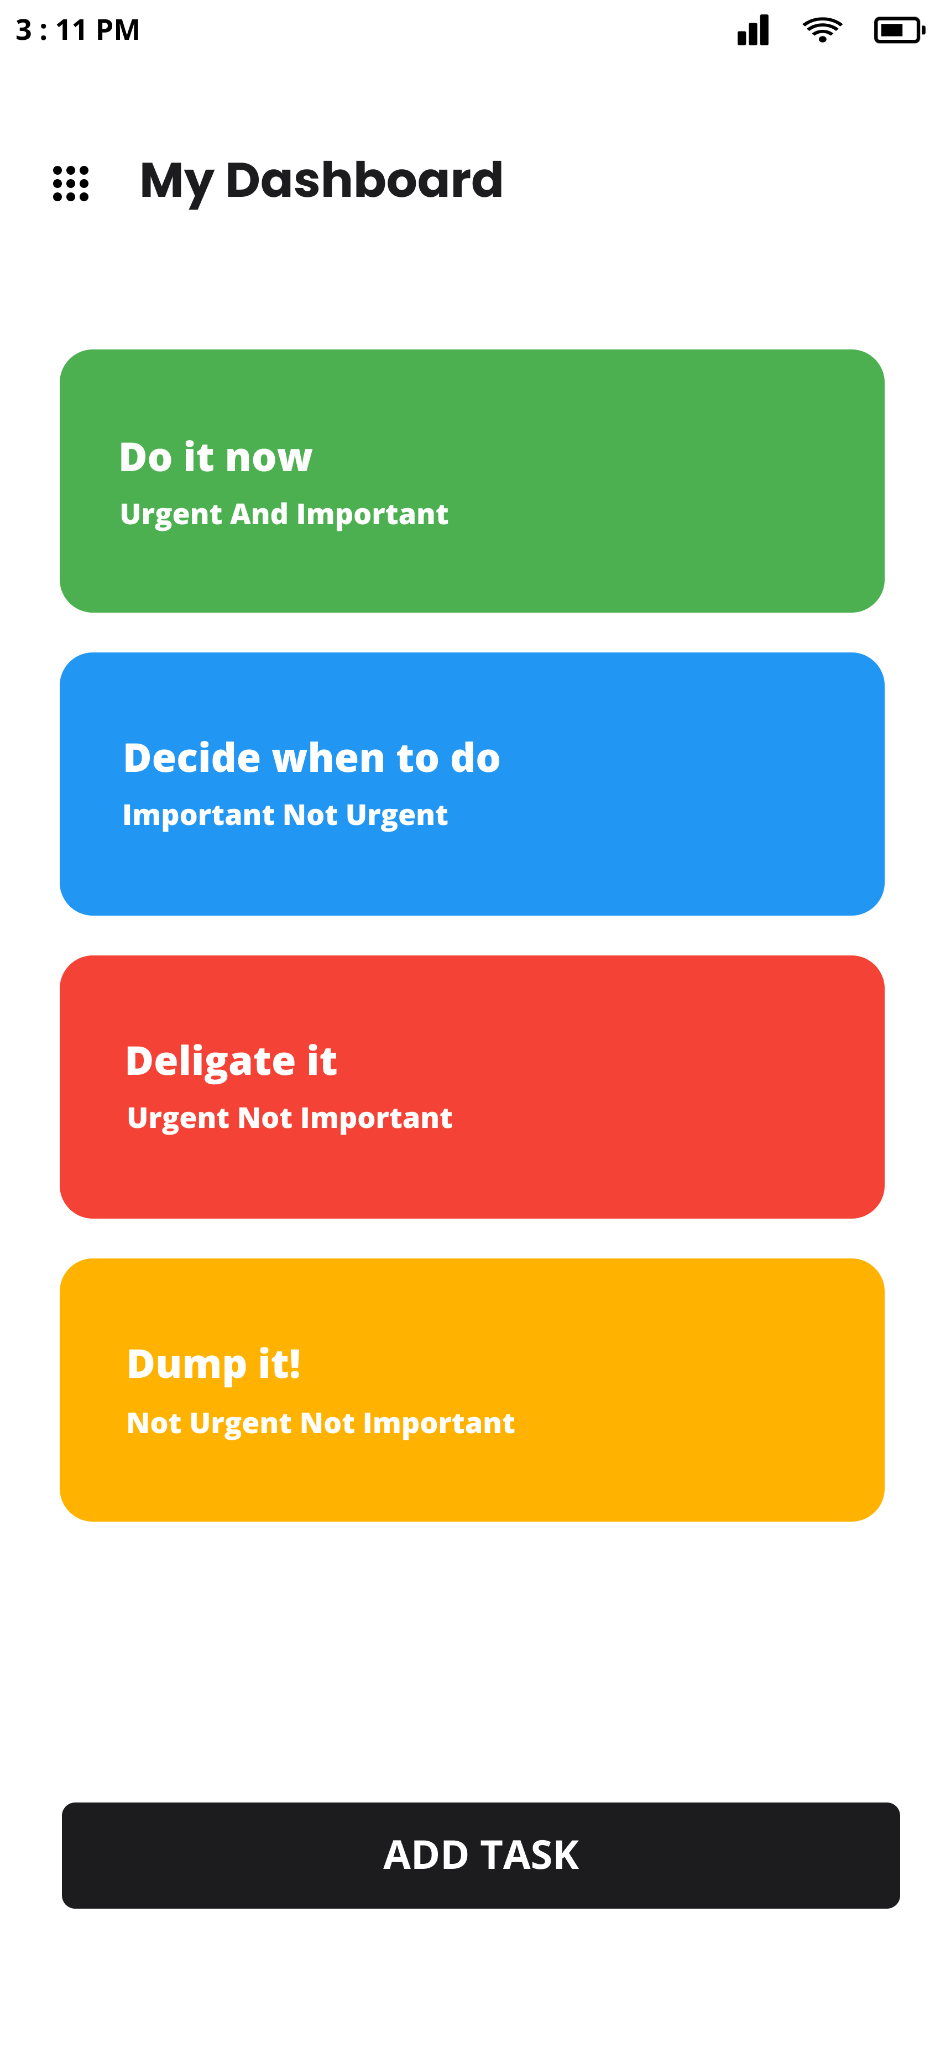 3 : 11 PM
My Dashboard
Do it now
Urgent And Important
Decide when to do
Important Not Urgent
Deligate it
Urgent Not Important
Dump it!
Not Urgent Not Important
ADD TASK